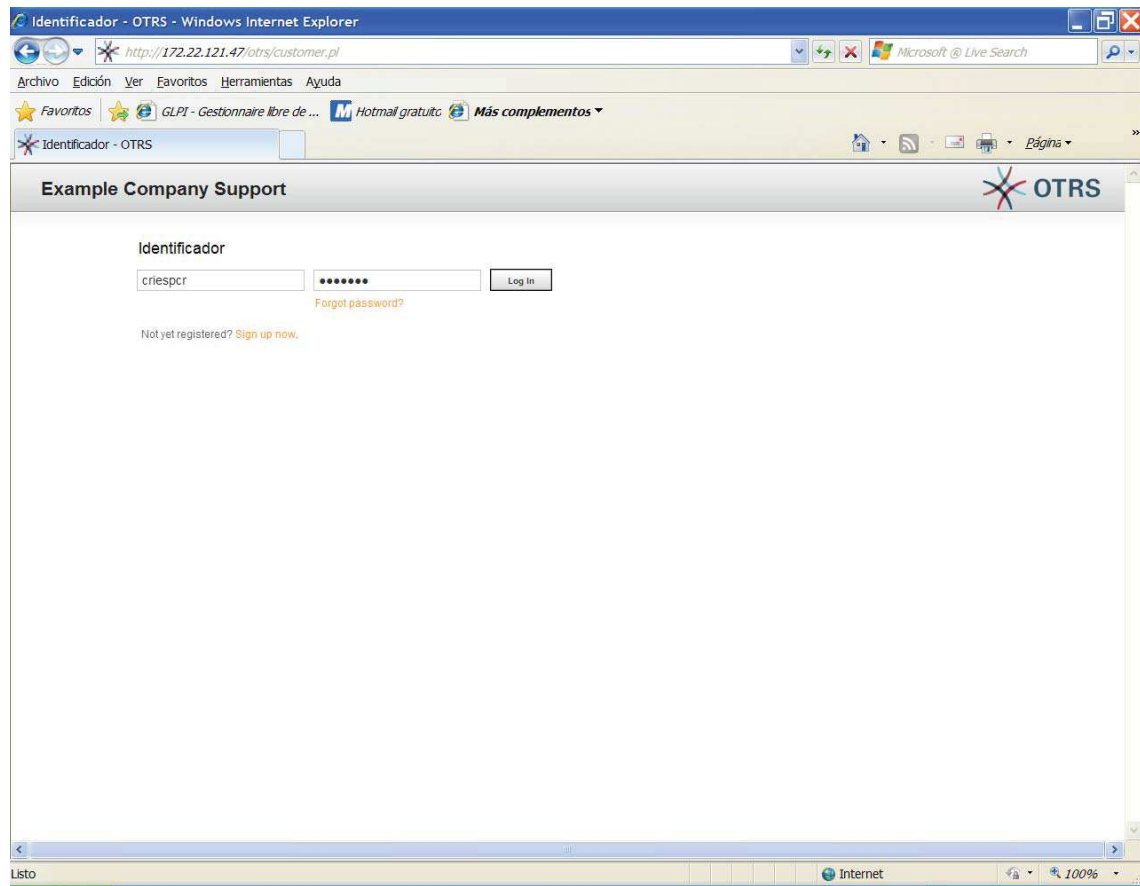 Identificador - OTRS - Windows Internet Explorer
http://172.22.121.47/otrs/customer.pl
Microsoft ® Live Search
Archivo Edición Ver Favoritos Herramientas Ayuda
Favoritos GLPI - Gestionnaire libre de ... Hotmail gratuito Más complementos
Identificador - OTRS
Página
»
Example Company Support
OTRS
Identificador
criespcr ●●●●●●● Log In
Forgot password?
Not yet registered? Sign up now.
Listo
Internet
100%